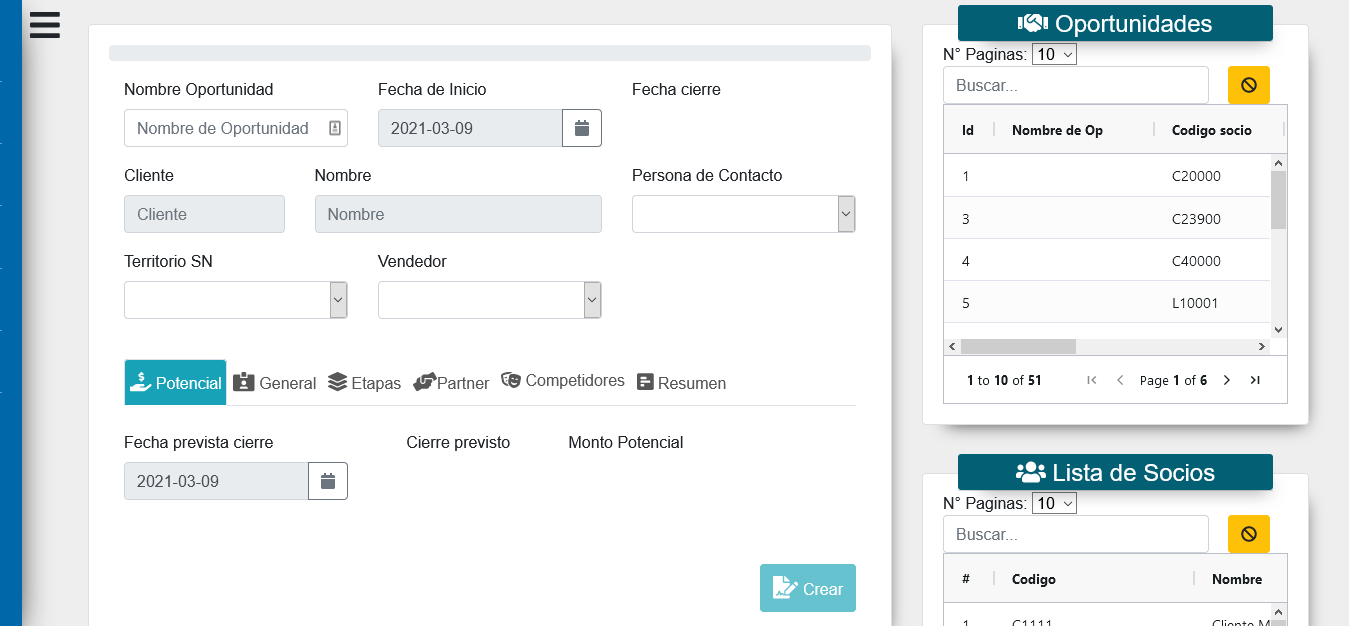 Nombre Oportunidad
Fecha de Inicio
Fecha cierre
Nombre de Oportunidad
2021-03-09
Cliente
Nombre
Persona de Contacto
Cliente
Nombre
Territorio SN
Vendedor
Potencial
General
Etapas
Partner
Competidores
Resumen
Fecha prevista cierre
Cierre previsto
Monto Potencial
2021-03-09
Crear
Oportunidades
N° Paginas: 10
Buscar...
Id Nombre de Op Codigo socio
1 C20000
3 C23900
4 C40000
5 L10001
1 to 10 of 51 Page 1 of 6
Lista de Socios
N° Paginas: 10
Buscar...
# Codigo Nombre
1 C1111 Cliente M